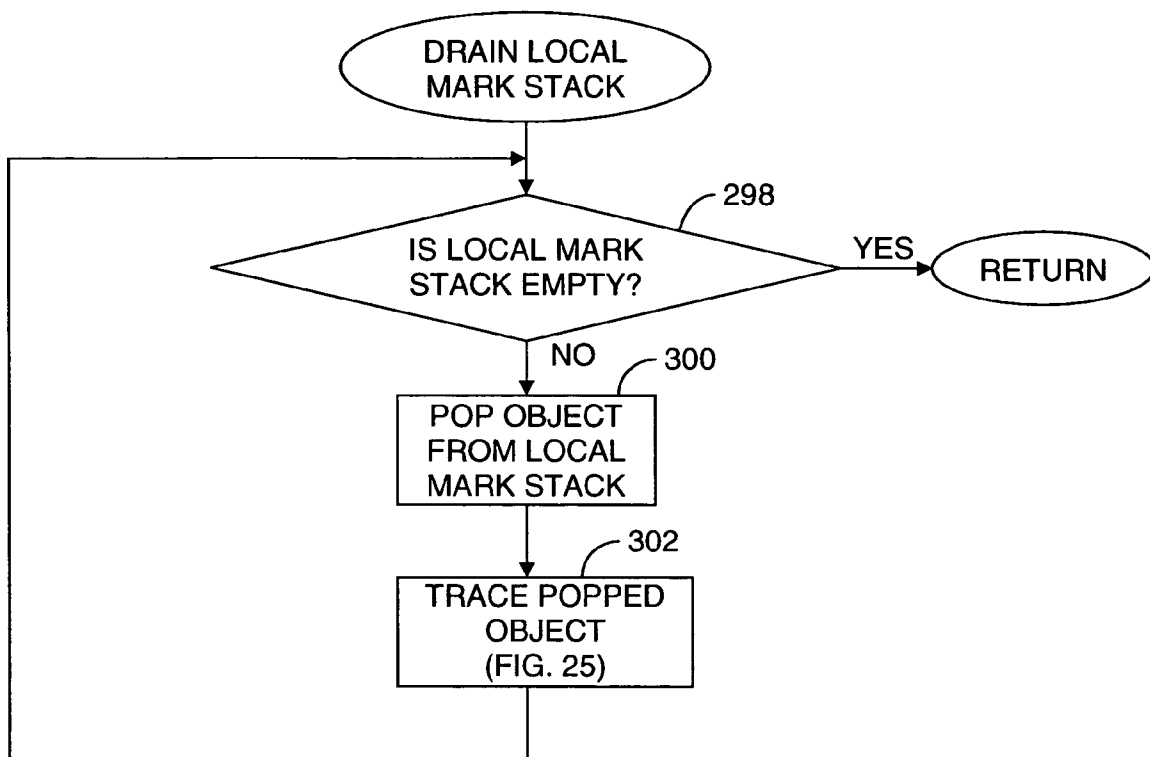 DRAIN LOCAL
MARK STACK
298
IS LOCAL MARK
STACK EMPTY?
YES
RETURN
NO
300
POP OBJECT
FROM LOCAL
MARK STACK
302
TRACE POPPED
OBJECT
(FIG. 25)